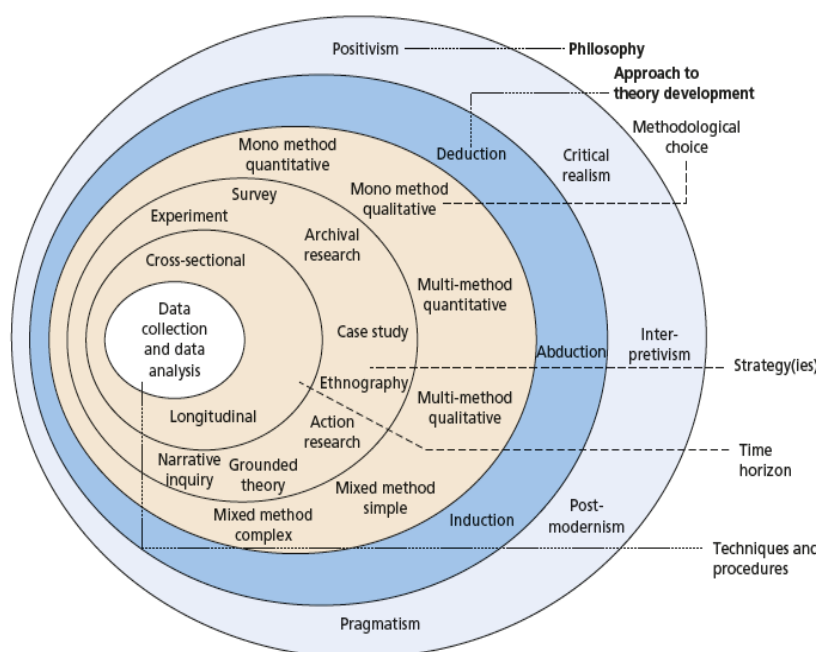 Positivism
Philosophy
Approach to
theory development
Methodological
choice
Mono method
quantitative
Deduction
Critical
realism
Mono method
qualitative
Survey
Experiment
Archival
research
Cross-sectional
Multi-method
quantitative
Data
collection
and data
analysis
Case study
Abduction
Inter-
pretivism
Strategy(ies)
Ethnography
Multi-method
qualitative
Longitudinal
Action
research
Time
horizon
Narrative
inquiry
Grounded
theory
Mixed method
simple
Mixed method
complex
Induction
Post-
modernism
Techniques and
procedures
Pragmatism